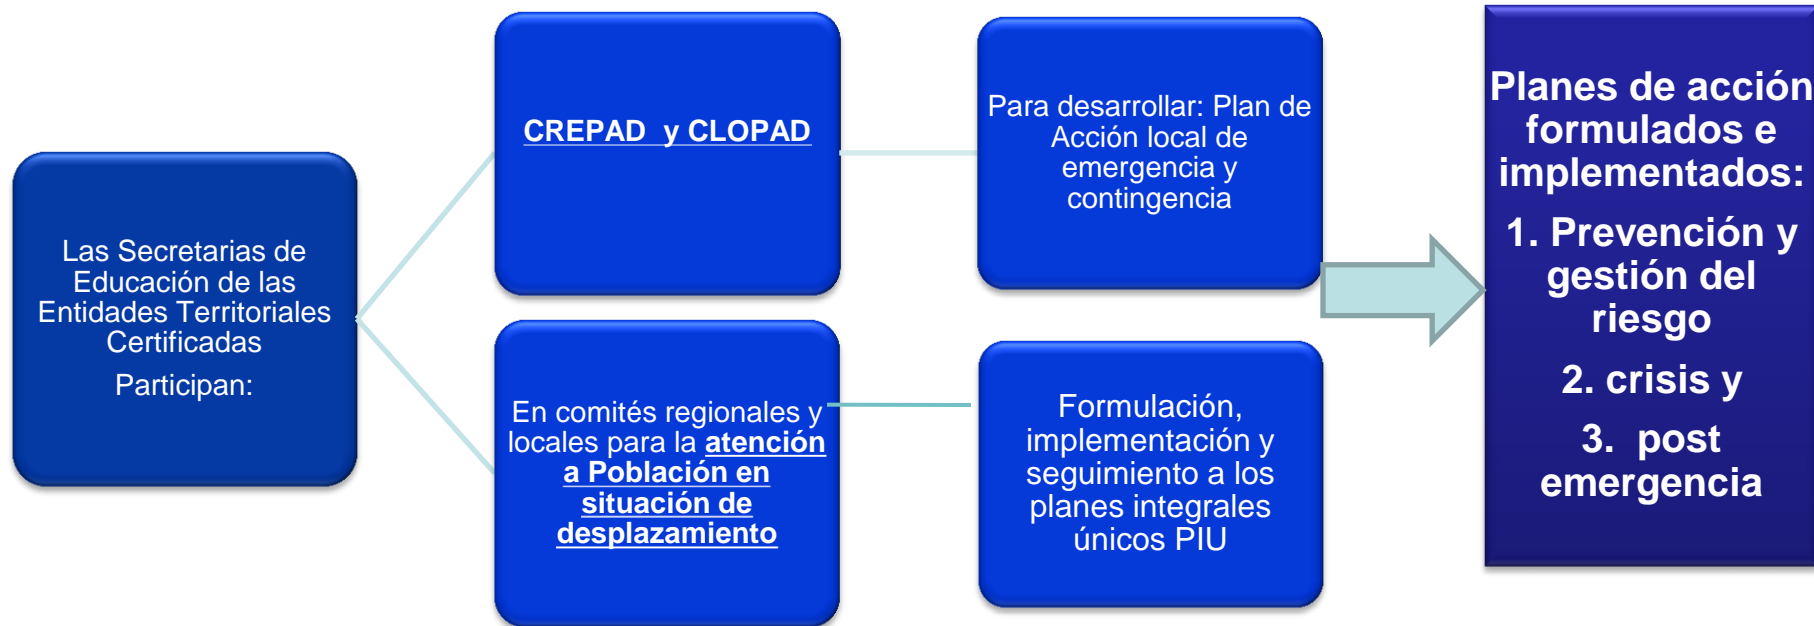 Las Secretarias de
Educación de las
Entidades Territoriales
Certificadas
Participan:
CREPAD y CLOPAD
Para desarrollar: Plan de
Acción local de
emergencia y
contingencia
En comités regionales y
locales para la atención
a Población en
situación de
desplazamiento
Formulación,
implementación y
seguimiento a los
planes integrales
únicos PIU
Planes de acción
formulados e
implementados:
1. Prevención y
gestión del
riesgo
2. crisis y
3. post
emergencia